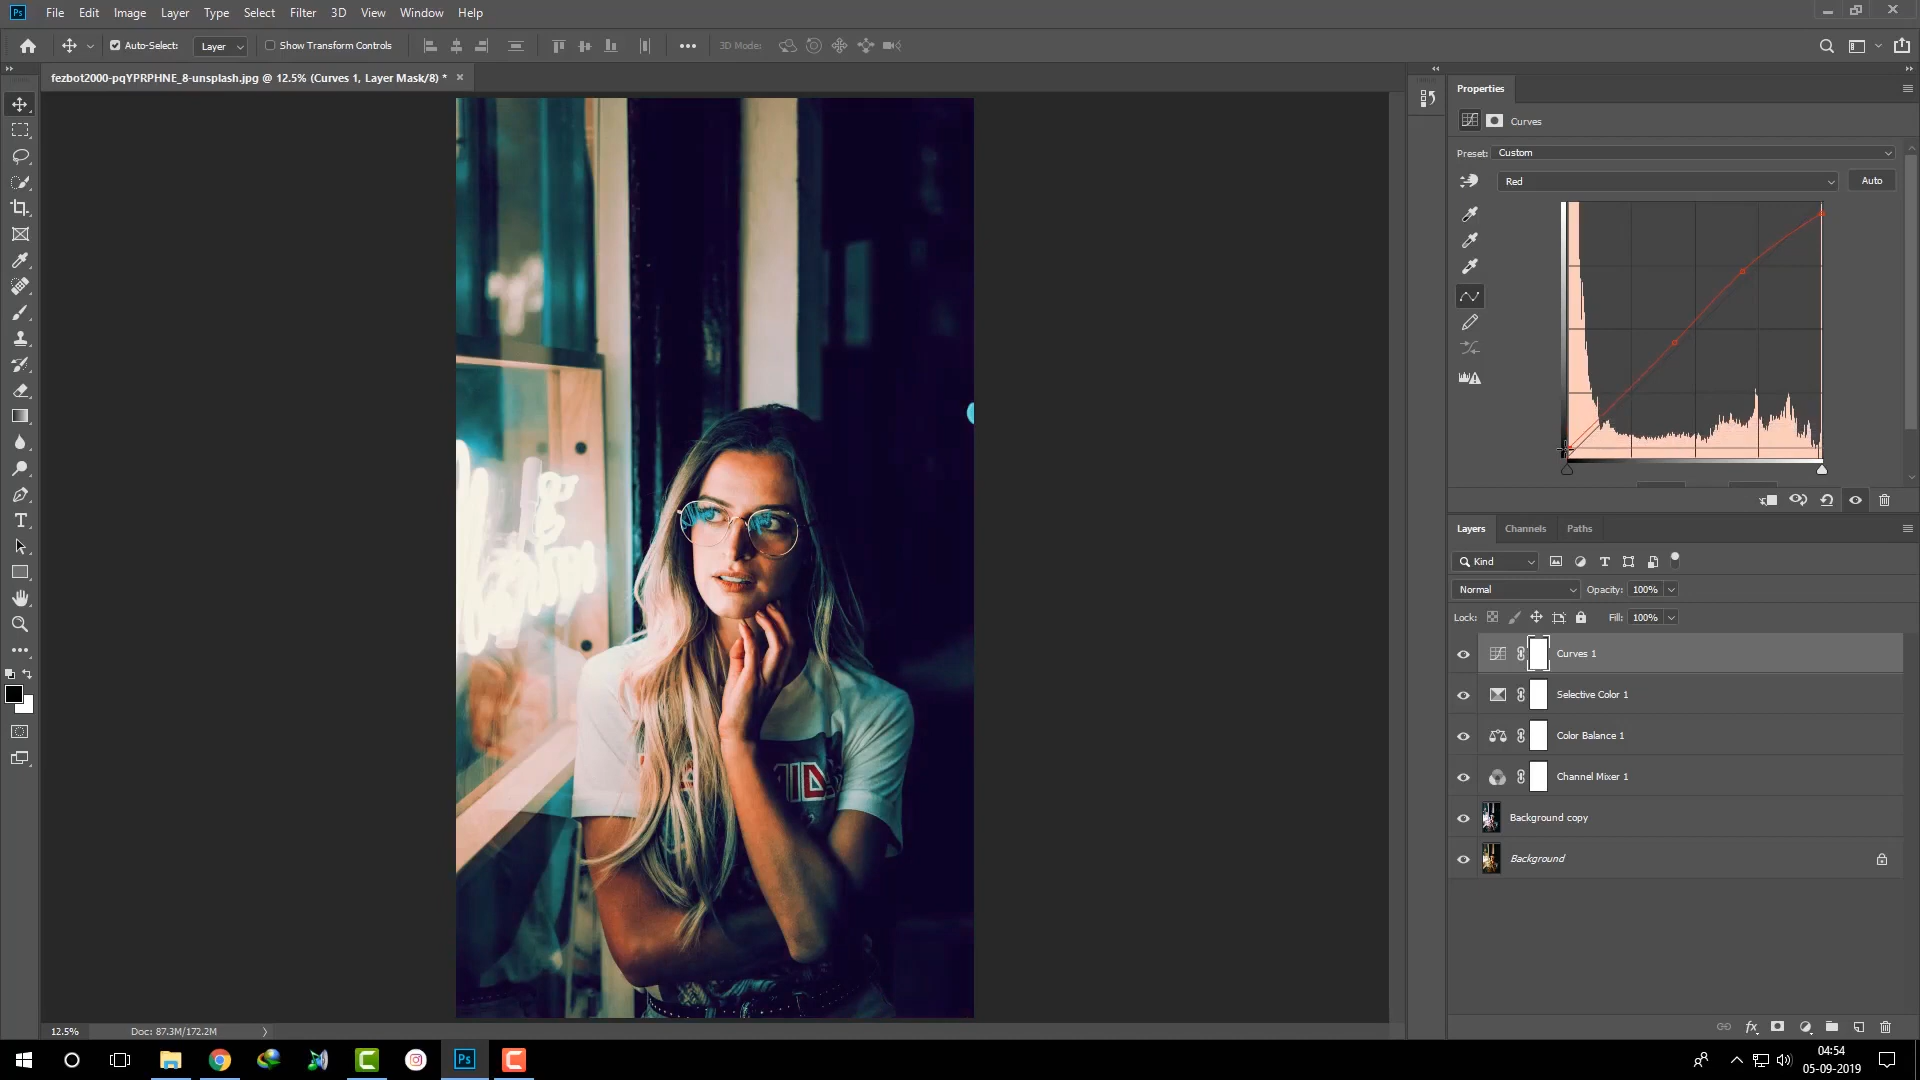 Ps File Edit Image Layer Type Select Filter 3D View Window Help
Auto-Select: Layer Show Transform Controls 3D Mode:
fezbot2000-pqYPRPHNE_8-unsplash.jpg @ 12.5% (Curves 1, Layer Mask/8) *
Properties
Curves
Preset: Custom
Red Auto
Layers Channels Paths
Kind
Normal Opacity: 100%
Lock: Fill: 100%
Curves 1
Selective Color 1
Color Balance 1
Channel Mixer 1
Background copy
Background
12.5% Doc: 87.3M/172.2M
Ps
04:54
05-09-2019